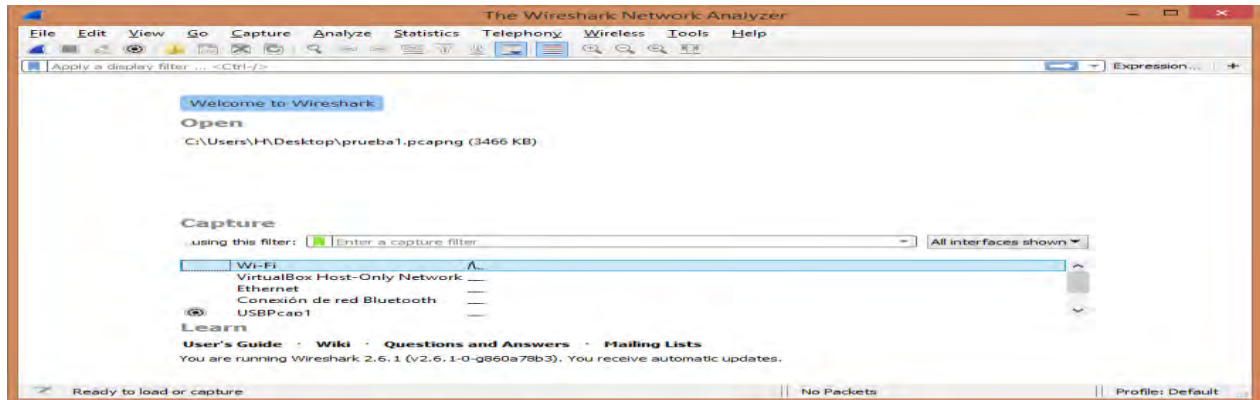 The Wireshark Network Analyzer
File Edit View Go Capture Analyze Statistics Telephony Wireless Tools Help
Apply a display filter ... <Ctrl-/> Expression... +
Welcome to Wireshark
Open
C:\Users\H\Desktop\prueba1.pcapng (3466 KB)
Capture
...using this filter: Enter a capture filter All interfaces shown
Wi-Fi
VirtualBox Host-Only Network
Ethernet
Conexión de red Bluetooth
USBPcap1
Learn
User's Guide · Wiki · Questions and Answers · Mailing Lists
You are running Wireshark 2.6.1 (v2.6.1-0-g860a78b3). You receive automatic updates.
Ready to load or capture No Packets Profile: Default